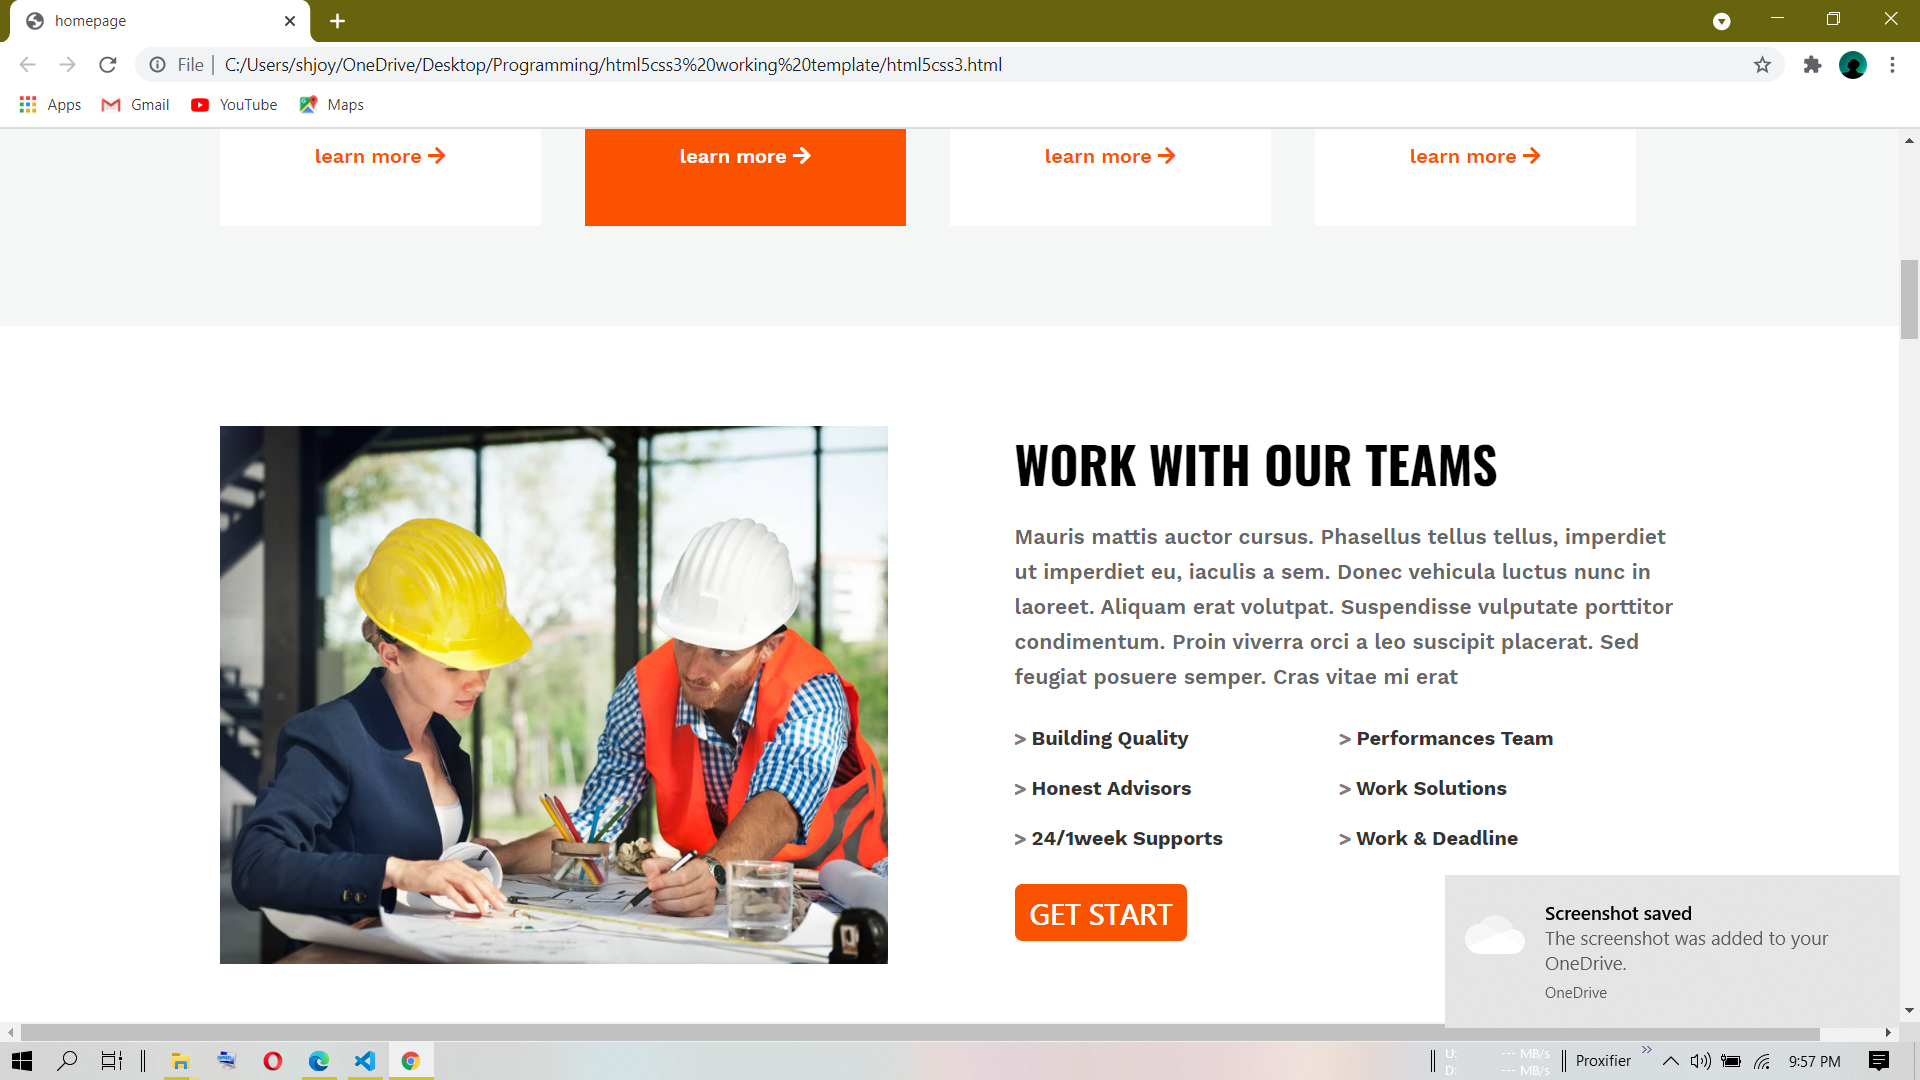 homepage
File | C:/Users/shjoy/OneDrive/Desktop/Programming/html5css3%20working%20template/html5css3.html
Apps Gmail YouTube Maps
learn more → learn more → learn more → learn more →
WORK WITH OUR TEAMS
Mauris mattis auctor cursus. Phasellus tellus tellus, imperdiet
ut imperdiet eu, iaculis a sem. Donec vehicula luctus nunc in
laoreet. Aliquam erat volutpat. Suspendisse vulputate porttitor
condimentum. Proin viverra orci a leo suscipit placerat. Sed
feugiat posuere semper. Cras vitae mi erat
> Building Quality > Performances Team
> Honest Advisors > Work Solutions
> 24/1week Supports > Work & Deadline
GET START
Screenshot saved
The screenshot was added to your
OneDrive.
OneDrive
U: --- MB/s
D: --- MB/s
Proxifier
9:57 PM